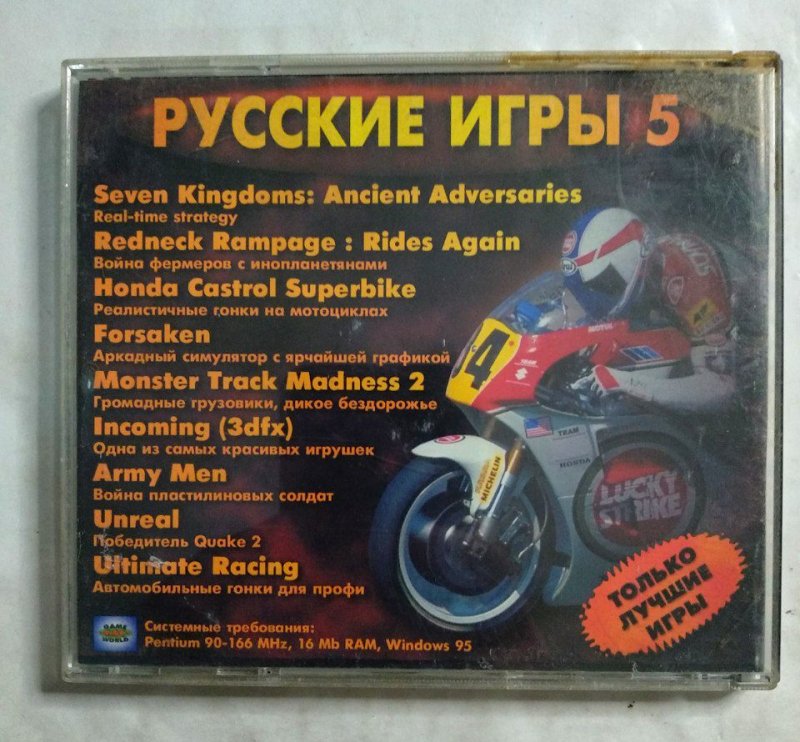 РУССКИЕ ИГРЫ 5
Seven Kingdoms: Ancient Adversaries
Real-time strategy
Redneck Rampage : Rides Again
Война фермеров с инопланетянами
Honda Castrol Superbike
Реалистичные гонки на мотоциклах
Forsaken
Аркадный симулятор с ярчайшей графикой
Monster Track Madness 2
Громадные грузовики, дикое бездорожье
Incoming (3dfx)
Одна из самых красивых игрушек
Army Men
Война пластилиновых солдат
Unreal
Победитель Quake 2
Ultimate Racing
Автомобильные гонки для профи
GAME
WORLD
Системные требования:
Pentium 90-166 MHz, 16 Mb RAM, Windows 95
4
MOTUL
TEAM
HONDA
MICHELIN
LUCKY
STRIKE
ТОЛЬКО
ЛУЧШИЕ
ИГРЫ